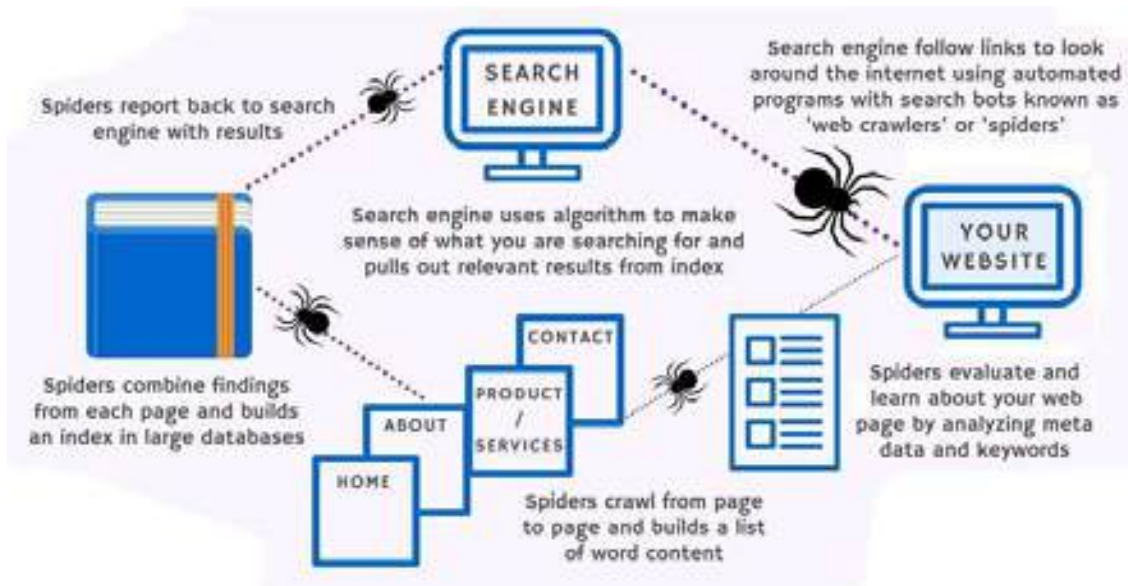 SEARCH
ENGINE
Search engine follow links to look
around the internet using automated
programs with search bots known as
'web crawlers' or 'spiders'
Spiders report back to search
engine with results
Search engine uses algorithm to make
sense of what you are searching for and
pulls out relevant results from index
YOUR
WEBSITE
Spiders evaluate and
learn about your web
page by analyzing meta
data and keywords
CONTACT
PRODUCT
/
SERVICES
ABOUT
HOME
Spiders crawl from page
to page and builds a list
of word content
Spiders combine findings
from each page and builds
an index in large databases